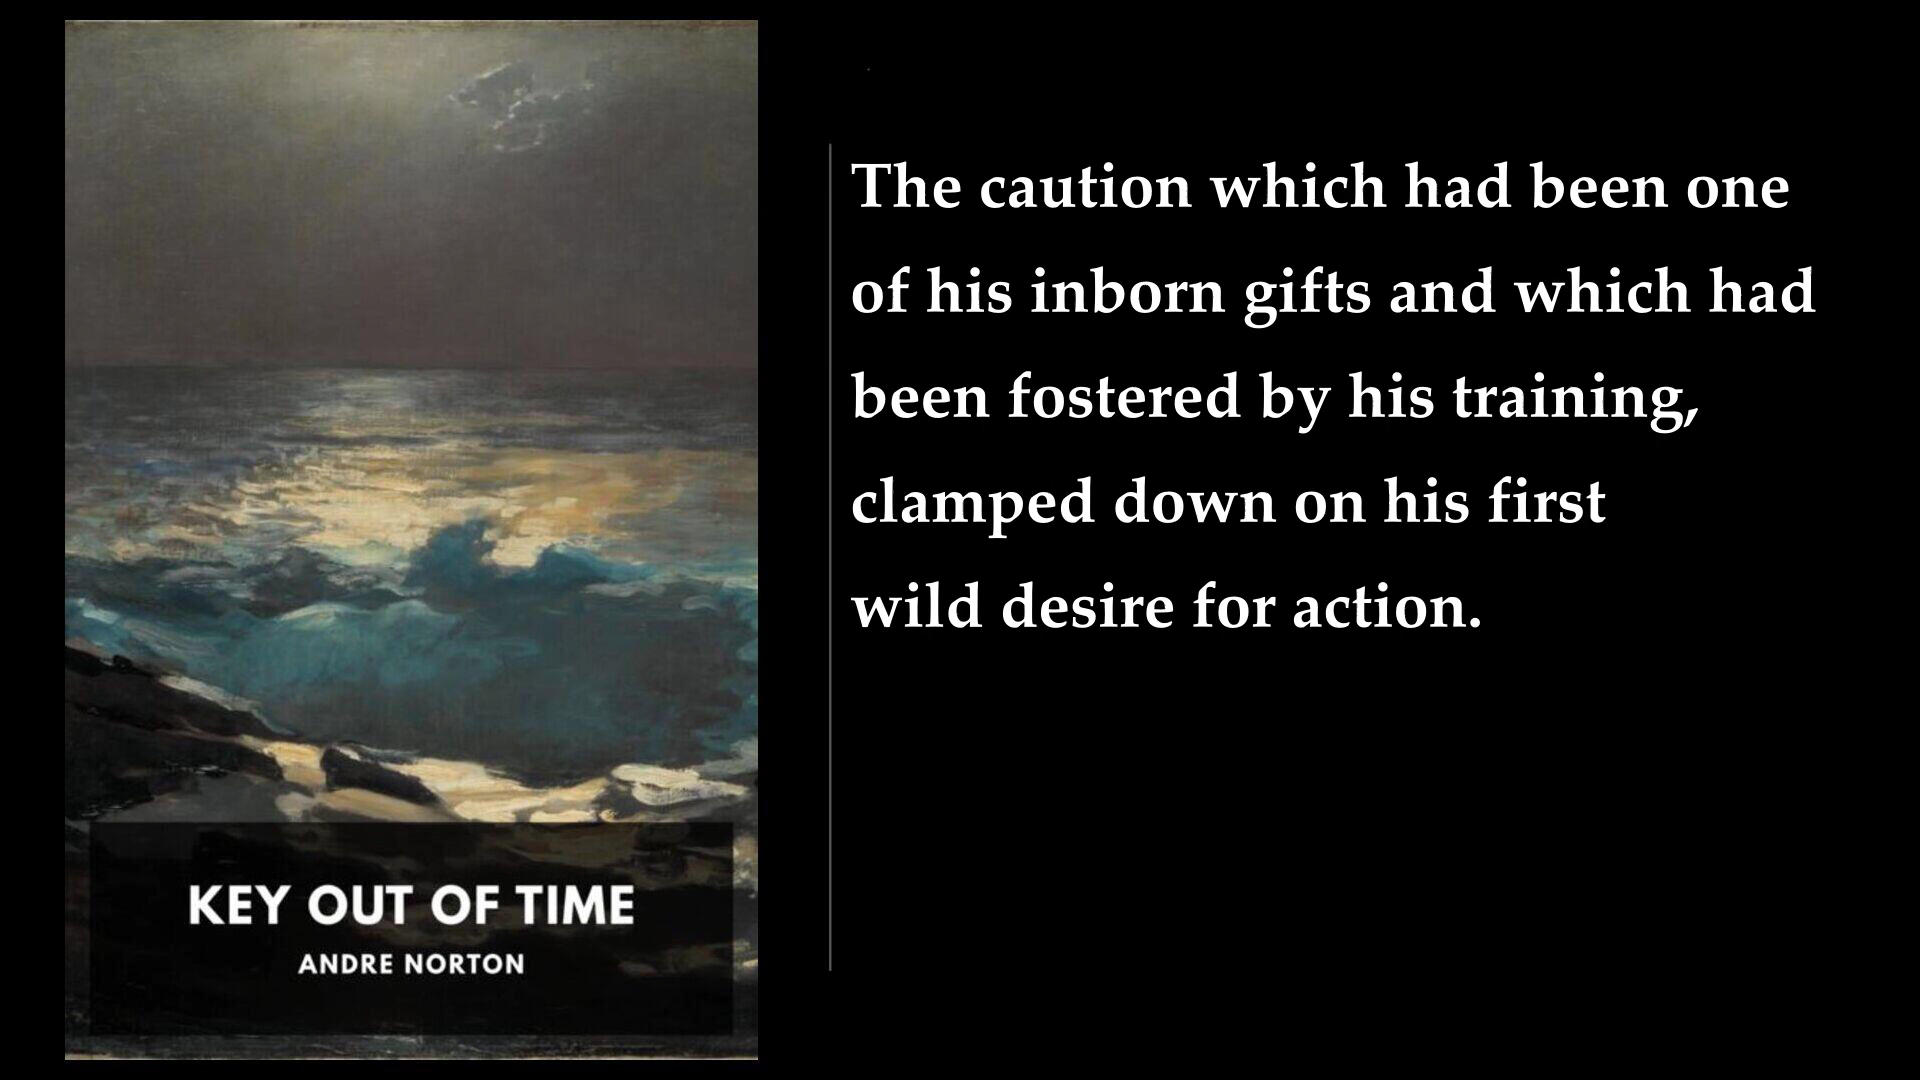 The caution which had been one
of his inborn gifts and which had
been fostered by his training,
clamped down on his first
wild desire for action.
KEY OUT OF TIME
ANDRE NORTON